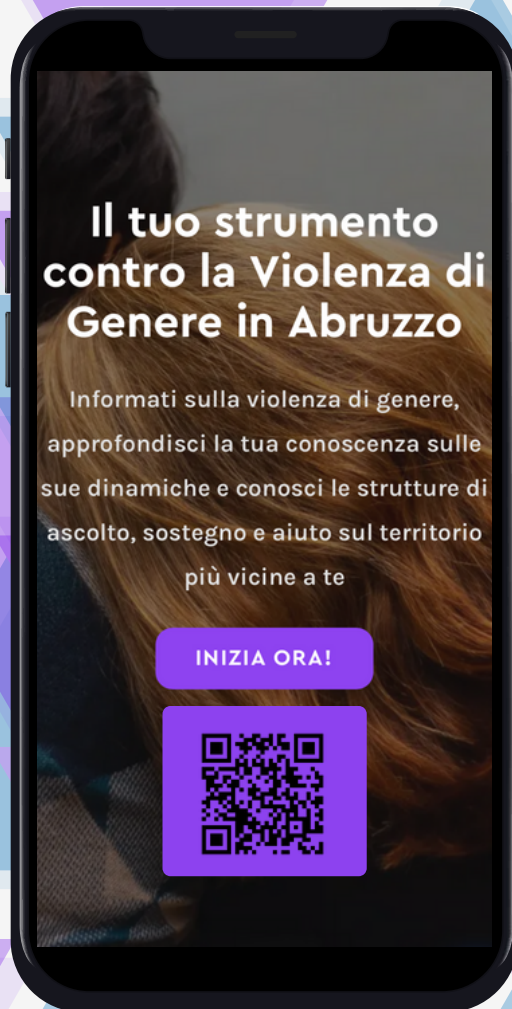 Il tuo strumento
contro la Violenza di
Genere in Abruzzo
Informati sulla violenza di genere,
approfondisci la tua conoscenza sulle
sue dinamiche e conosci le strutture di
ascolto, sostegno e aiuto sul territorio
più vicine a te
INIZIA ORA!